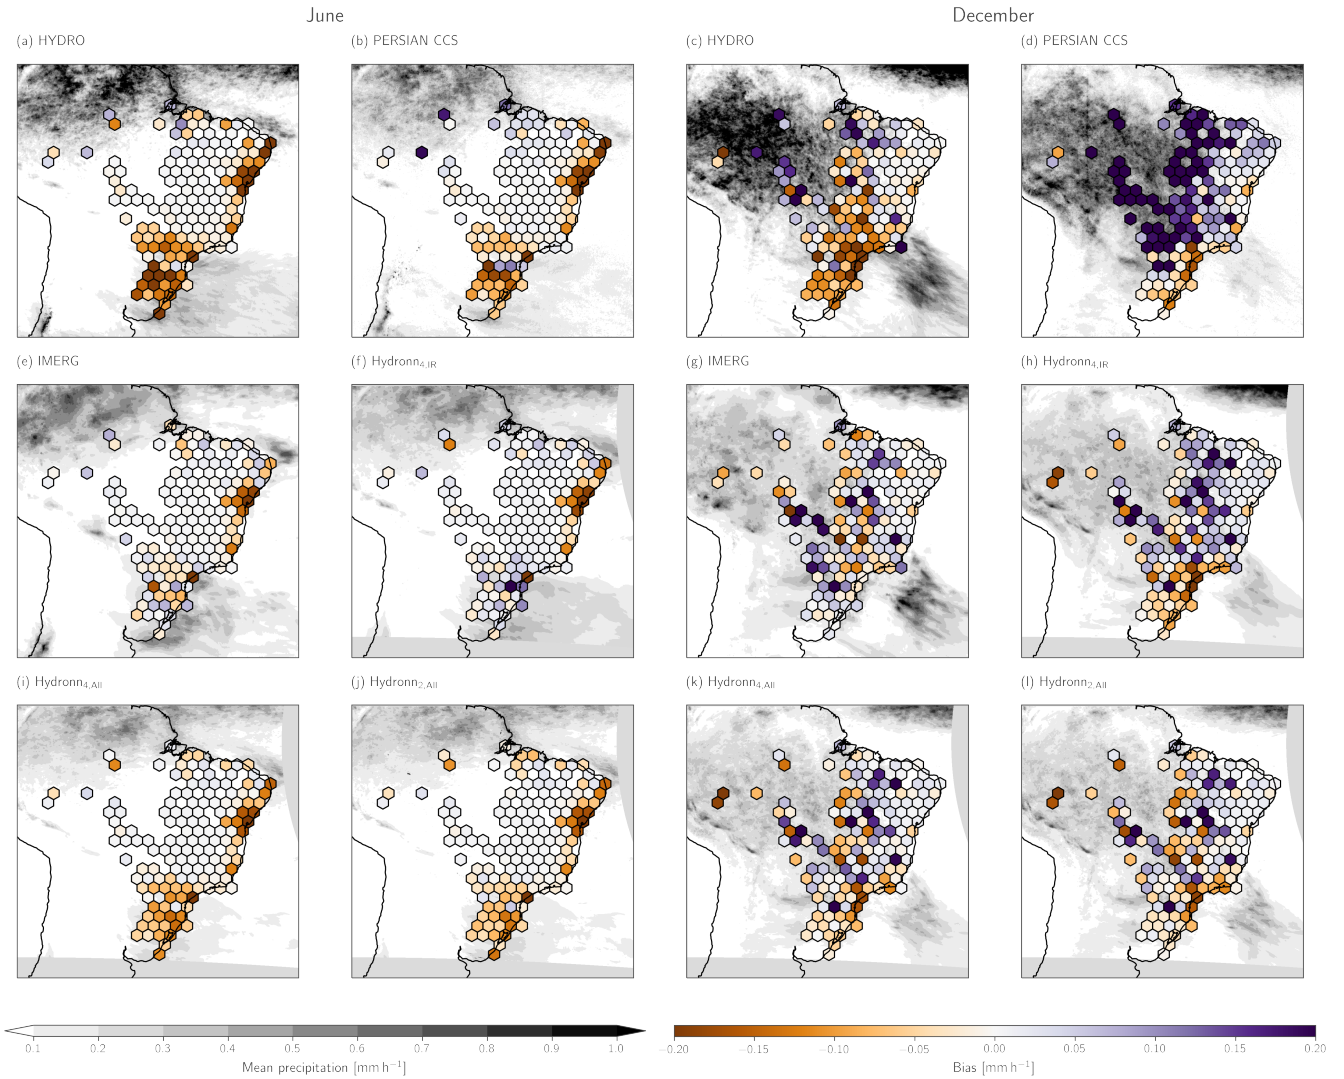 June
December
(a) HYDRO
(b) PERSIAN CCS
(c) HYDRO
(d) PERSIAN CCS
(e) IMERG
(f) Hydronn4,IR
(g) IMERG
(h) Hydronn4,IR
(i) Hydronn4,All
(j) Hydronn2,All
(k) Hydronn4,All
(l) Hydronn2,All
0.1 0.2 0.3 0.4 0.5 0.6 0.7 0.8 0.9 1.0
Mean precipitation [mm h−1]
−0.20 −0.15 −0.10 −0.05 0.00 0.05 0.10 0.15 0.20
Bias [mm h−1]